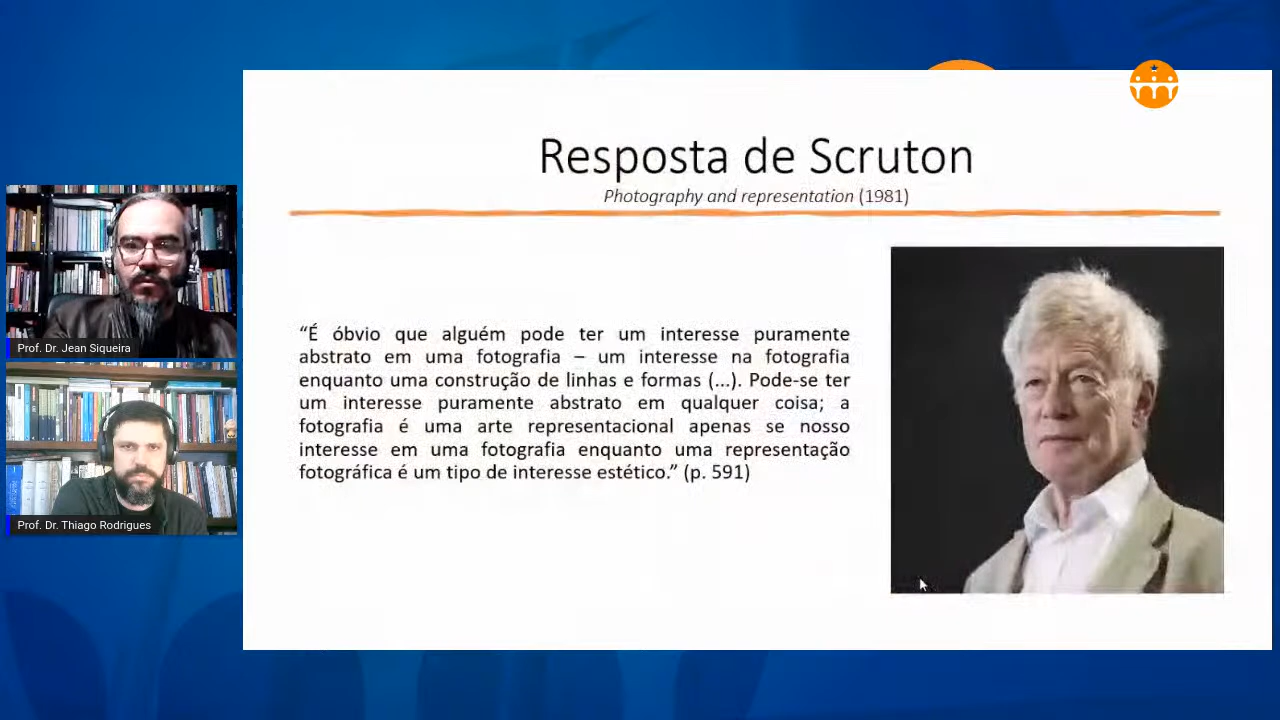 Resposta de Scruton
Photography and representation (1981)
“É óbvio que alguém pode ter um interesse puramente
abstrato em uma fotografia – um interesse na fotografia
enquanto uma construção de linhas e formas (...). Pode-se ter
um interesse puramente abstrato em qualquer coisa; a
fotografia é uma arte representacional apenas se nosso
interesse em uma fotografia enquanto uma representação
fotográfica é um tipo de interesse estético.” (p. 591)
Prof. Dr. Jean Siqueira
Prof. Dr. Thiago Rodrigues